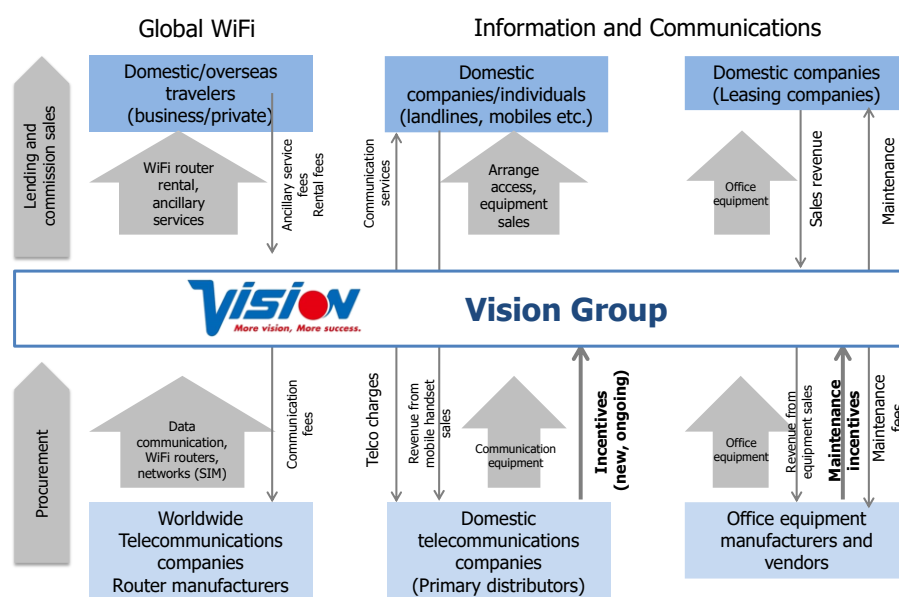 Global WiFi
Information and Communications
Lending and
commission sales
Domestic/overseas
travelers
(business/private)
Domestic
companies/individuals
(landlines, mobiles etc.)
Domestic companies
(Leasing companies)
WiFi router
rental,
ancillary
services
Ancillary service
fees
Rental fees
Communication
services
Arrange
access,
equipment
sales
Office
equipment
Sales revenue
Maintenance
VISION
More vision, More success.
Vision Group
Procurement
Data
communication,
WiFi routers,
networks (SIM)
Communication
fees
Telco charges
Revenue from
mobile handset
sales
Communication
equipment
Incentives
(new, ongoing)
Office
equipment
Revenue from
equipment sales
Maintenance
incentives
Maintenance
fees
Worldwide
Telecommunications
companies
Router manufacturers
Domestic
telecommunications
companies
(Primary distributors)
Office equipment
manufacturers and
vendors